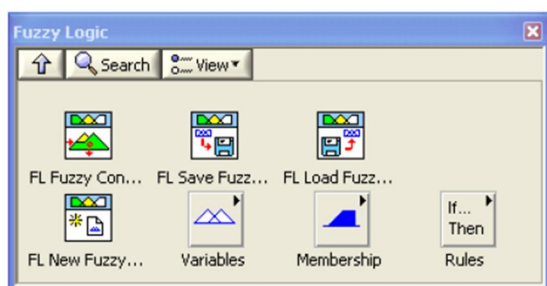 Fuzzy Logic
Search View
FL Fuzzy Con... FL Save Fuzz... FL Load Fuzz...
If...
Then
FL New Fuzzy... Variables Membership Rules